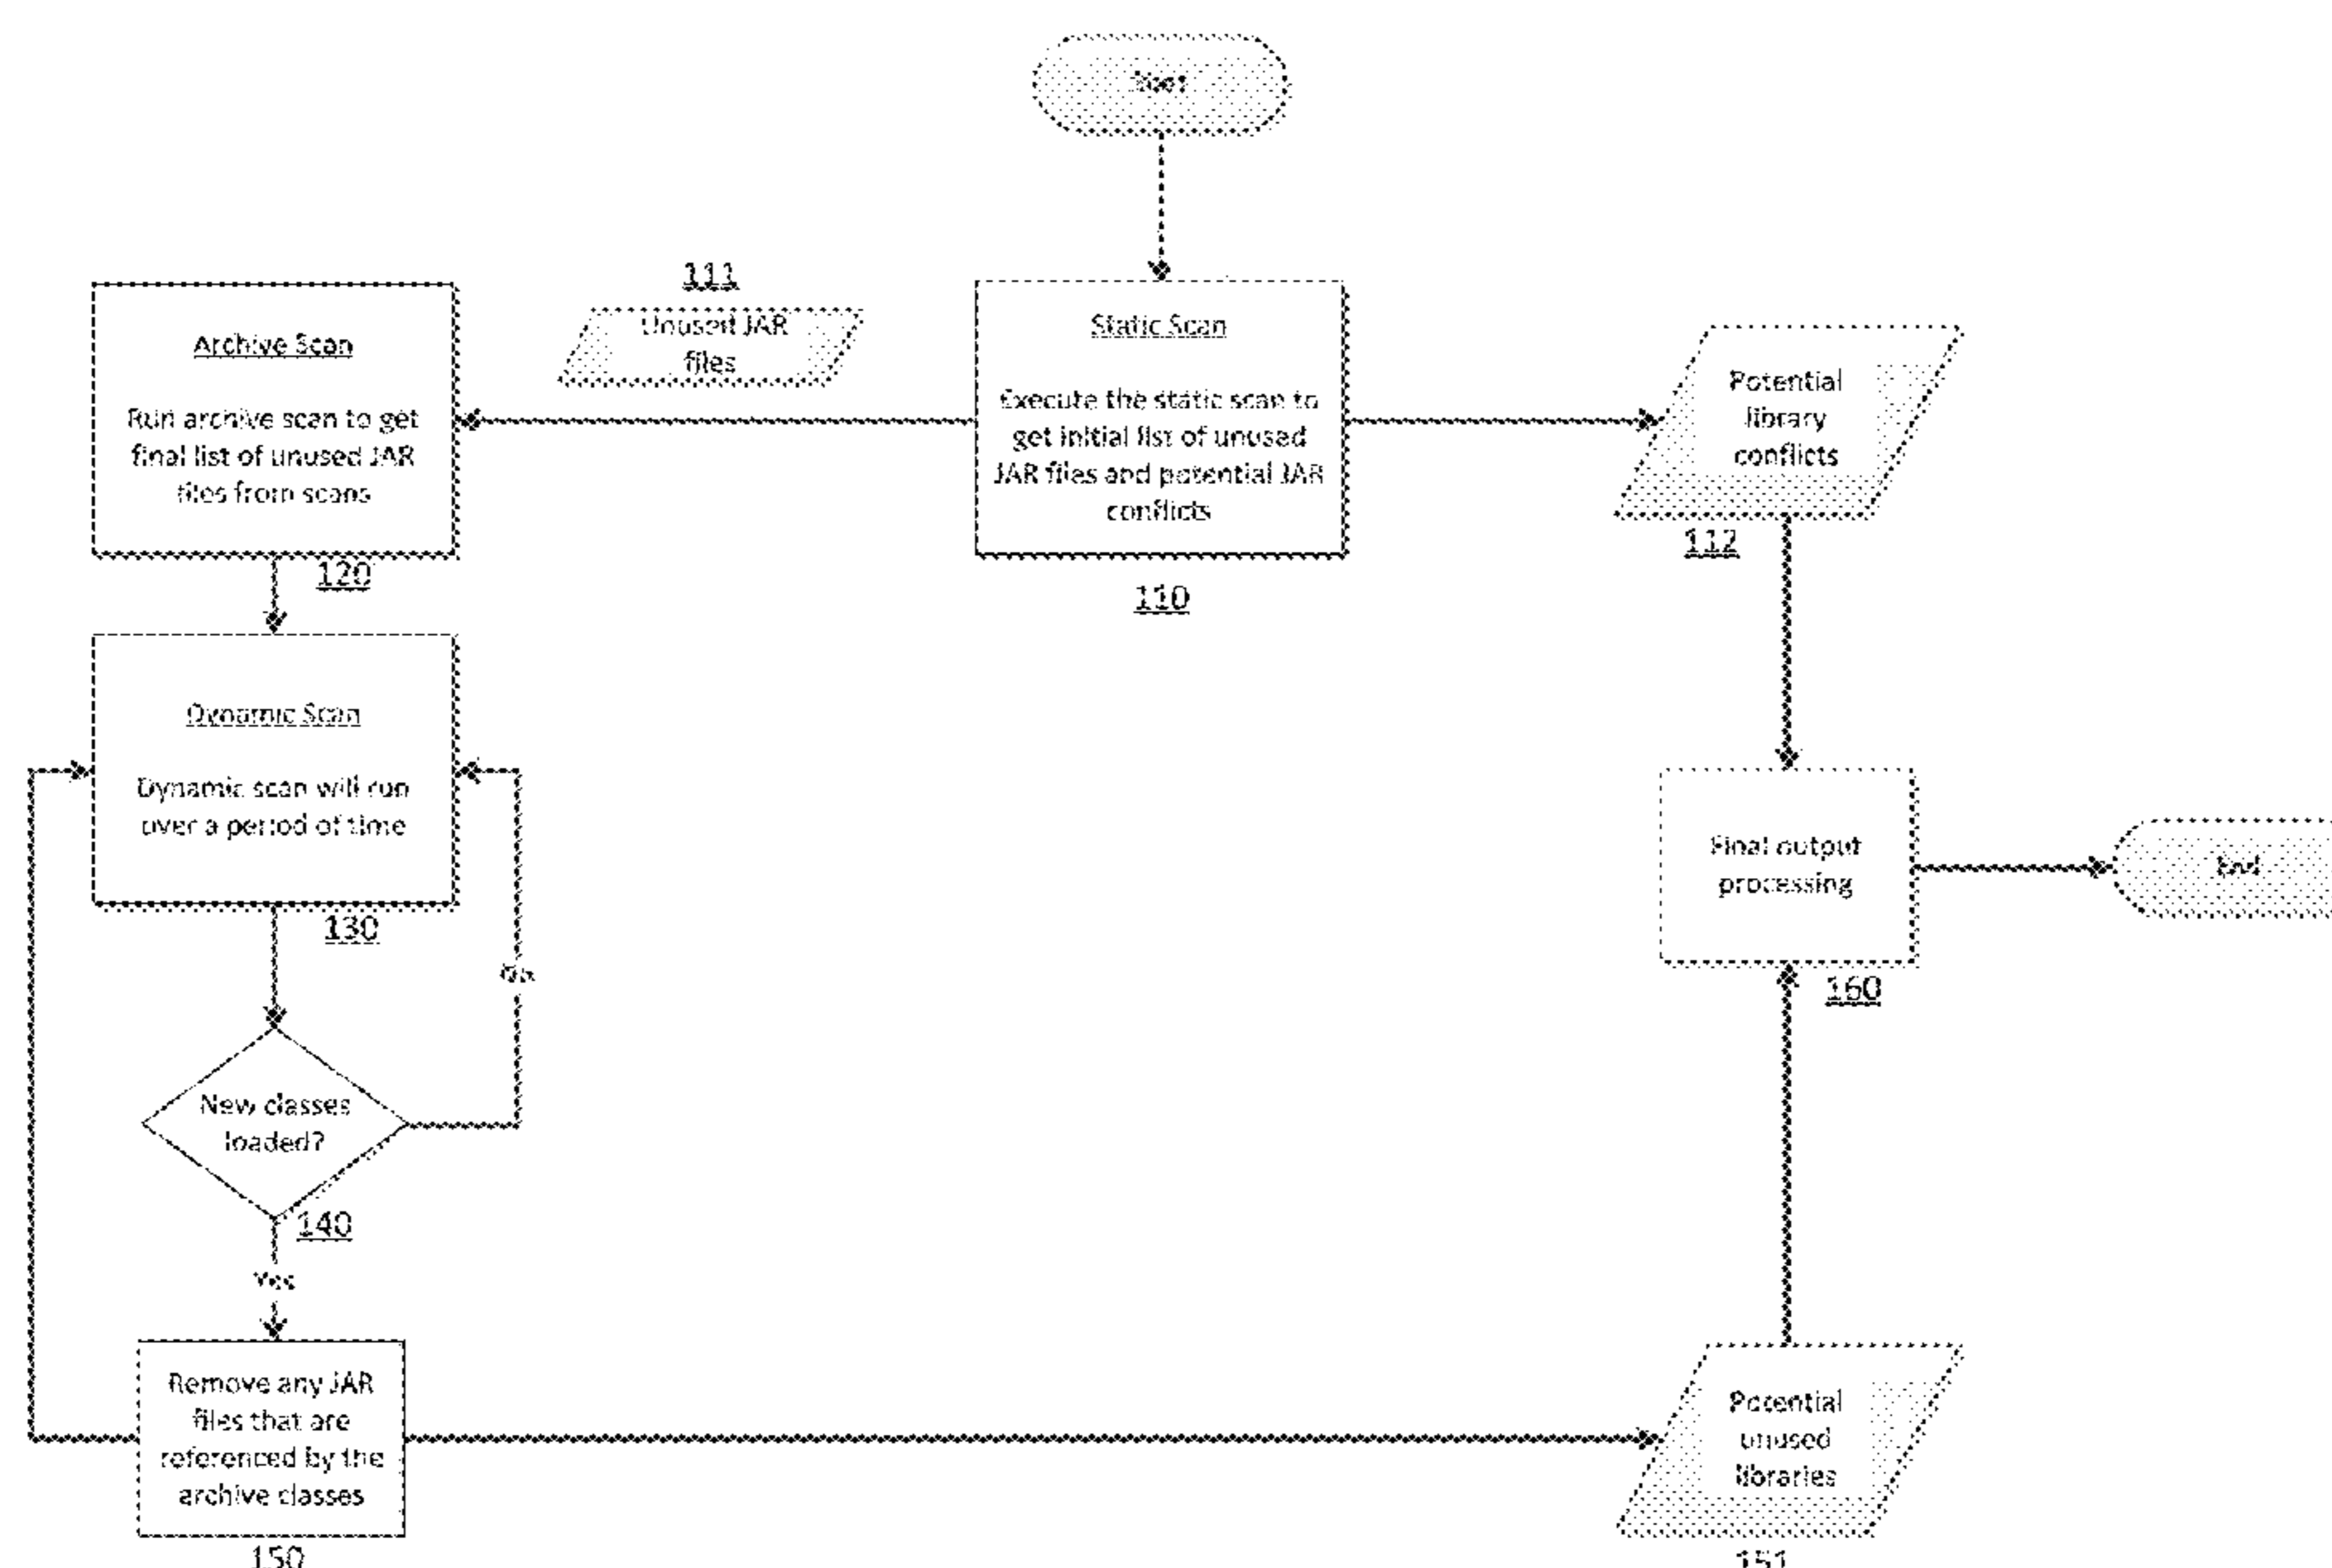 Start
111
Unused JAR
files
Archive Scan
Run archive scan to get
final list of unused JAR
files from scans
120
Static Scan
Execute the static scan to
get initial list of unused
JAR files and potential JAR
conflicts
110
Potential
library
conflicts
112
Dynamic Scan
Dynamic scan will run
over a period of time
130
No
New classes
loaded?
140
Yes
Remove any JAR
files that are
referenced by the
archive classes
150
Final output
processing
160
End
Potential
unused
libraries
151